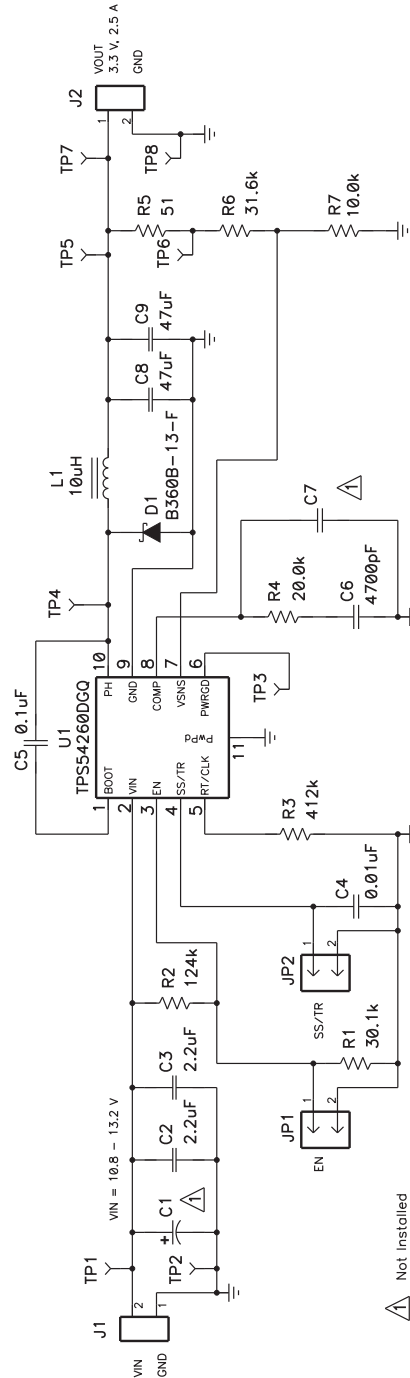 VIN
GND
J1
2
1
TP1
TP2
VIN = 10.8 - 13.2 V
+
C1
1
C2
2.2uF
C3
2.2uF
R2
124k
JP1
EN
1
2
R1
30.1k
JP2
SS/TR
1
2
C4
0.01uF
R3
412k
C5
0.1uF
U1
TPS54260DGQ
1
BOOT
2
VIN
3
EN
4
SS/TR
5
RT/CLK
PH
10
GND
9
COMP
8
VSNS
7
PWRGD
6
PwPd
11
TP3
TP4
L1
10uH
D1
B360B-13-F
R4
20.0k
C6
4700pF
C7
1
C8
47uF
C9
47uF
TP5
R5
51
TP6
R6
31.6k
R7
10.0k
TP7
TP8
J2
1
2
VOUT
3.3 V, 2.5 A
GND
1
Not Installed